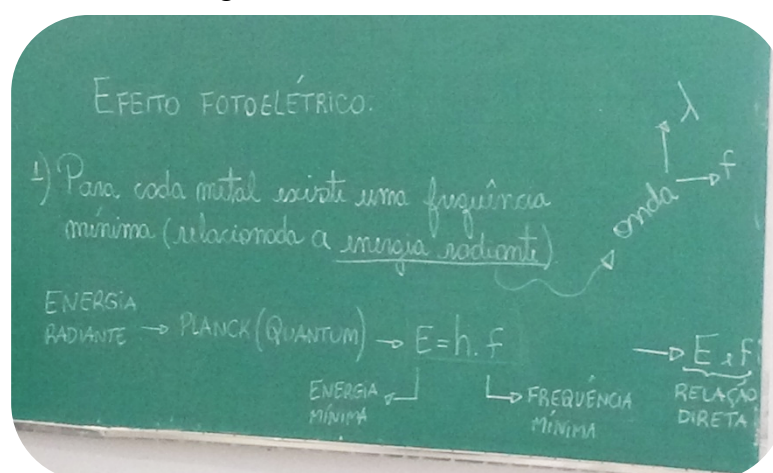 EFEITO FOTOELÉTRICO:
λ
1) Para cada metal existe uma frequência
f
onda
mínima (relacionada a energia radiante)
ENERGIA
RADIANTE → PLANCK (QUANTUM) → E = h. f
→ E e F
ENERGIA
MÍNIMA
FREQUÊNCIA
MÍNIMA
RELAÇÃO
DIRETA